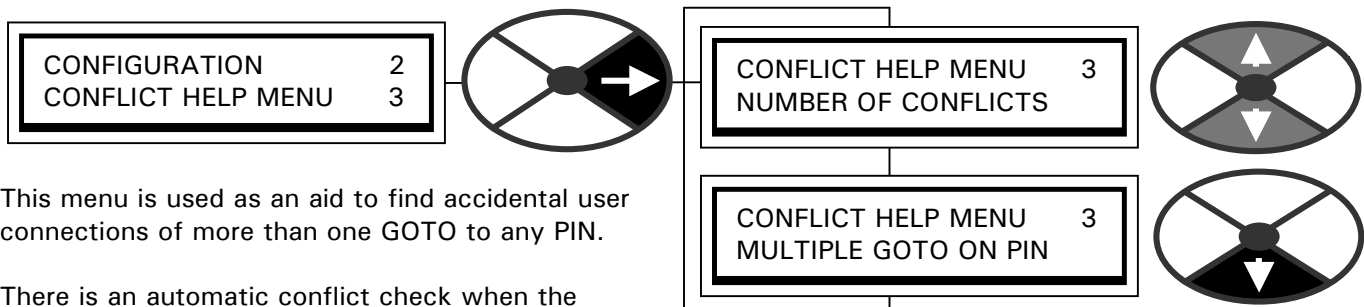 CONFIGURATION 2
CONFLICT HELP MENU 3
CONFLICT HELP MENU 3
NUMBER OF CONFLICTS
This menu is used as an aid to find accidental user
connections of more than one GOTO to any PIN.
CONFLICT HELP MENU 3
MULTIPLE GOTO ON PIN
There is an automatic conflict check when the